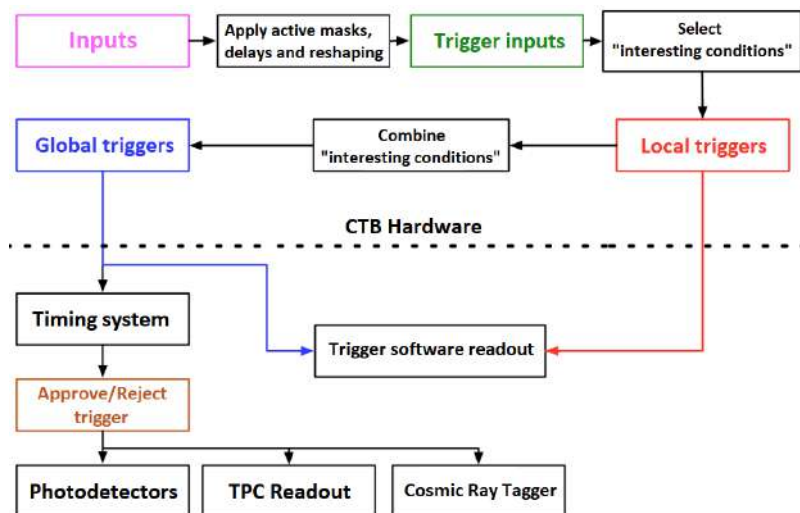 Inputs
Apply active masks,
delays and reshaping
Trigger inputs
Select
"interesting conditions"
Global triggers
Combine
"interesting conditions"
Local triggers
CTB Hardware
Timing system
Trigger software readout
Approve/Reject
trigger
Photodetectors
TPC Readout
Cosmic Ray Tagger